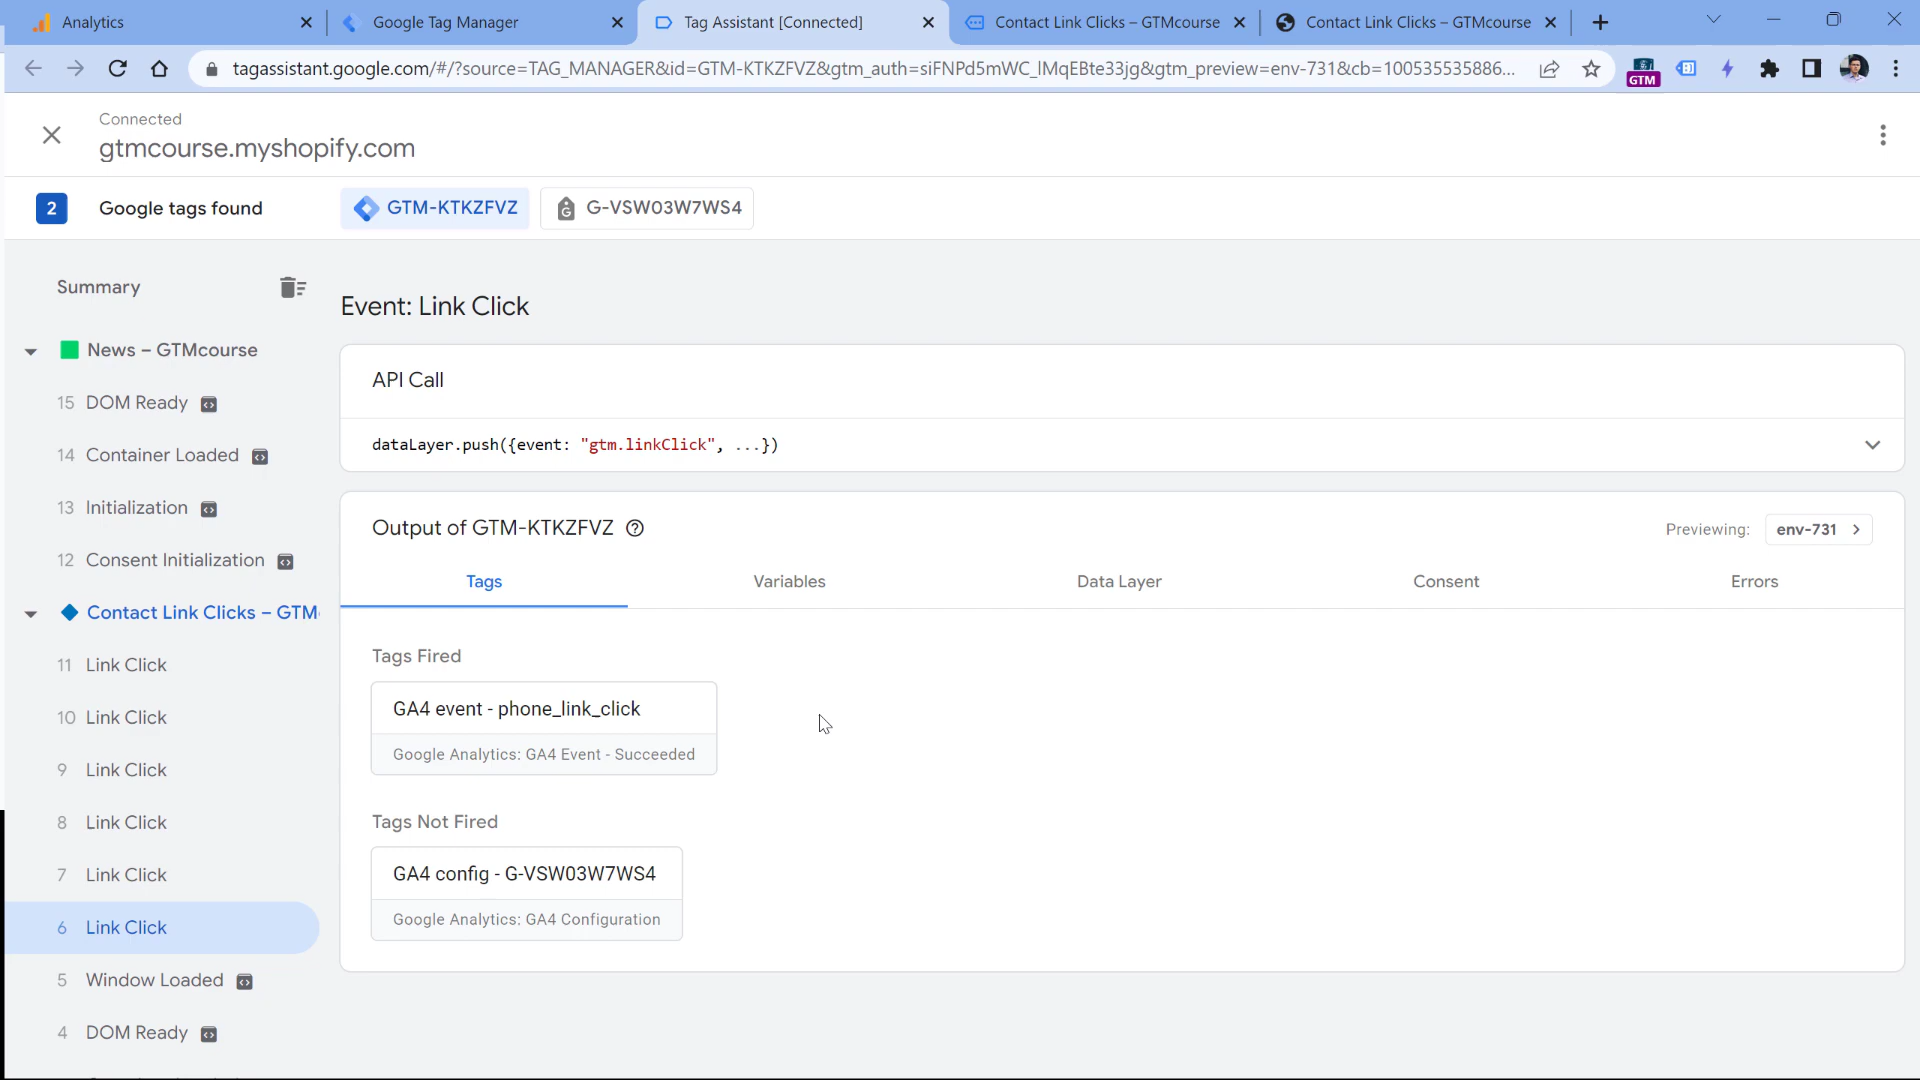 Analytics
Google Tag Manager
Tag Assistant [Connected]
Contact Link Clicks – GTMcourse
Contact Link Clicks – GTMcourse
tagassistant.google.com/#/?source=TAG_MANAGER&id=GTM-KTKZFVZ&gtm_auth=siFNPd5mWC_lMqEBte33jg&gtm_preview=env-731&cb=100535535886...
GTM
Connected
gtmcourse.myshopify.com
2
Google tags found
GTM-KTKZFVZ
G-VSW03W7WS4
Summary
News – GTMcourse
15 DOM Ready
14 Container Loaded
13 Initialization
12 Consent Initialization
Contact Link Clicks – GTM
11 Link Click
10 Link Click
9 Link Click
8 Link Click
7 Link Click
6 Link Click
5 Window Loaded
4 DOM Ready
Event: Link Click
API Call
dataLayer.push({event: "gtm.linkClick", ...})
Output of GTM-KTKZFVZ
Previewing: env-731
Tags
Variables
Data Layer
Consent
Errors
Tags Fired
GA4 event - phone_link_click
Google Analytics: GA4 Event - Succeeded
Tags Not Fired
GA4 config - G-VSW03W7WS4
Google Analytics: GA4 Configuration